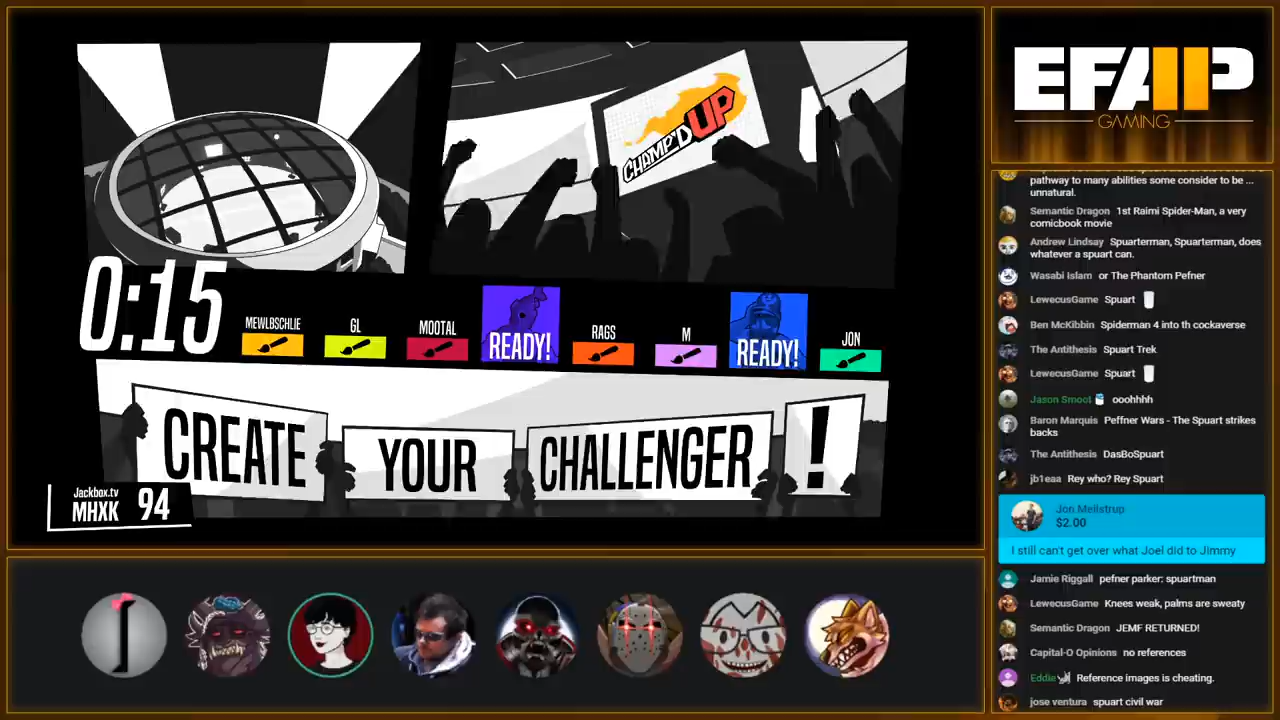 CHAMP'D UP
0:15
MEWLBSCHLIE
GL
MOOTAL
READY!
RAGS
M
READY!
JON
CREATE YOUR CHALLENGER !
Jackbox.tv
MHXK 94
EFAP
GAMING
pathway to many abilities some consider to be ...
unnatural.
Semantic Dragon 1st Raimi Spider-Man, a very
comicbook movie
Andrew Lindsay Spuarterman, Spuarterman, does
whatever a spuart can.
Wasabi Islam or The Phantom Pefner
LewecusGame Spuart
Ben McKibbin Spiderman 4 into th cockaverse
The Antithesis Spuart Trek
LewecusGame Spuart
Jason Smoot ooohhhh
Baron Marquis Peffner Wars - The Spuart strikes
backs
The Antithesis DasBoSpuart
jb1eaa Rey who? Rey Spuart
Jon Meilstrup
$2.00
I still can't get over what Joel did to Jimmy
Jamie Riggall pefner parker: spuartman
LewecusGame Knees weak, palms are sweaty
Semantic Dragon JEMF RETURNED!
Capital-O Opinions no references
Eddie Reference images is cheating.
jose ventura spuart civil war